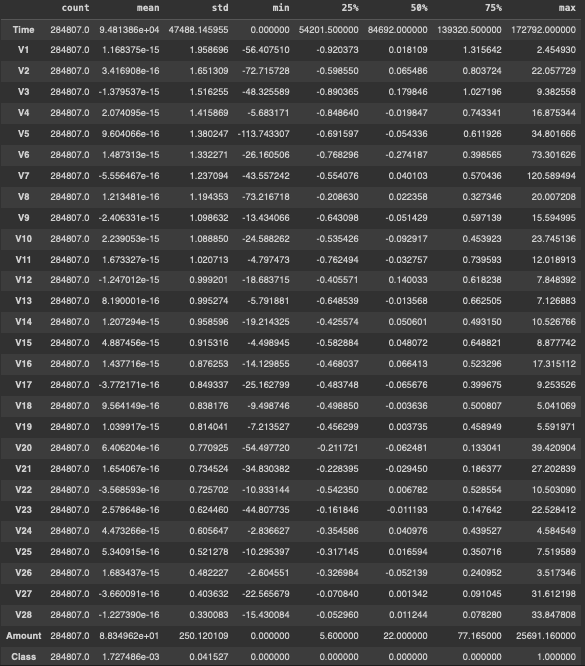 count mean std min 25% 50% 75% max
Time 284807.0 9.481386e+04 47488.145955 0.000000 54201.500000 84692.000000 139320.500000 172792.000000
V1 284807.0 1.168375e-15 1.958696 -56.407510 -0.920373 0.018109 1.315642 2.454930
V2 284807.0 3.416908e-16 1.651309 -72.715728 -0.598550 0.065486 0.803724 22.057729
V3 284807.0 -1.379537e-15 1.516255 -48.325589 -0.890365 0.179846 1.027196 9.382558
V4 284807.0 2.074095e-15 1.415869 -5.683171 -0.848640 -0.019847 0.743341 16.875344
V5 284807.0 9.604066e-16 1.380247 -113.743307 -0.691597 -0.054336 0.611926 34.801666
V6 284807.0 1.487313e-15 1.332271 -26.160506 -0.768296 -0.274187 0.398565 73.301626
V7 284807.0 -5.556467e-16 1.237094 -43.557242 -0.554076 0.040103 0.570436 120.589494
V8 284807.0 1.213481e-16 1.194353 -73.216718 -0.208630 0.022358 0.327346 20.007208
V9 284807.0 -2.406331e-15 1.098632 -13.434066 -0.643098 -0.051429 0.597139 15.594995
V10 284807.0 2.239053e-15 1.088850 -24.588262 -0.535426 -0.092917 0.453923 23.745136
V11 284807.0 1.673327e-15 1.020713 -4.797473 -0.762494 -0.032757 0.739593 12.018913
V12 284807.0 -1.247012e-15 0.999201 -18.683715 -0.405571 0.140033 0.618238 7.848392
V13 284807.0 8.190001e-16 0.995274 -5.791881 -0.648539 -0.013568 0.662505 7.126883
V14 284807.0 1.207294e-15 0.958596 -19.214325 -0.425574 0.050601 0.493150 10.526766
V15 284807.0 4.887456e-15 0.915316 -4.498945 -0.582884 0.048072 0.648821 8.877742
V16 284807.0 1.437716e-15 0.876253 -14.129855 -0.468037 0.066413 0.523296 17.315112
V17 284807.0 -3.772171e-16 0.849337 -25.162799 -0.483748 -0.065676 0.399675 9.253526
V18 284807.0 9.564149e-16 0.838176 -9.498746 -0.498850 -0.003636 0.500807 5.041069
V19 284807.0 1.039917e-15 0.814041 -7.213527 -0.456299 0.003735 0.458949 5.591971
V20 284807.0 6.406204e-16 0.770925 -54.497720 -0.211721 -0.062481 0.133041 39.420904
V21 284807.0 1.654067e-16 0.734524 -34.830382 -0.228395 -0.029450 0.186377 27.202839
V22 284807.0 -3.568593e-16 0.725702 -10.933144 -0.542350 0.006782 0.528554 10.503090
V23 284807.0 2.578648e-16 0.624460 -44.807735 -0.161846 -0.011193 0.147642 22.528412
V24 284807.0 4.473266e-15 0.605647 -2.836627 -0.354586 0.040976 0.439527 4.584549
V25 284807.0 5.340915e-16 0.521278 -10.295397 -0.317145 0.016594 0.350716 7.519589
V26 284807.0 1.683437e-15 0.482227 -2.604551 -0.326984 -0.052139 0.240952 3.517346
V27 284807.0 -3.660091e-16 0.403632 -22.565679 -0.070840 0.001342 0.091045 31.612198
V28 284807.0 -1.227390e-16 0.330083 -15.430084 -0.052960 0.011244 0.078280 33.847808
Amount 284807.0 8.834962e+01 250.120109 0.000000 5.600000 22.000000 77.165000 25691.160000
Class 284807.0 1.727486e-03 0.041527 0.000000 0.000000 0.000000 0.000000 1.000000